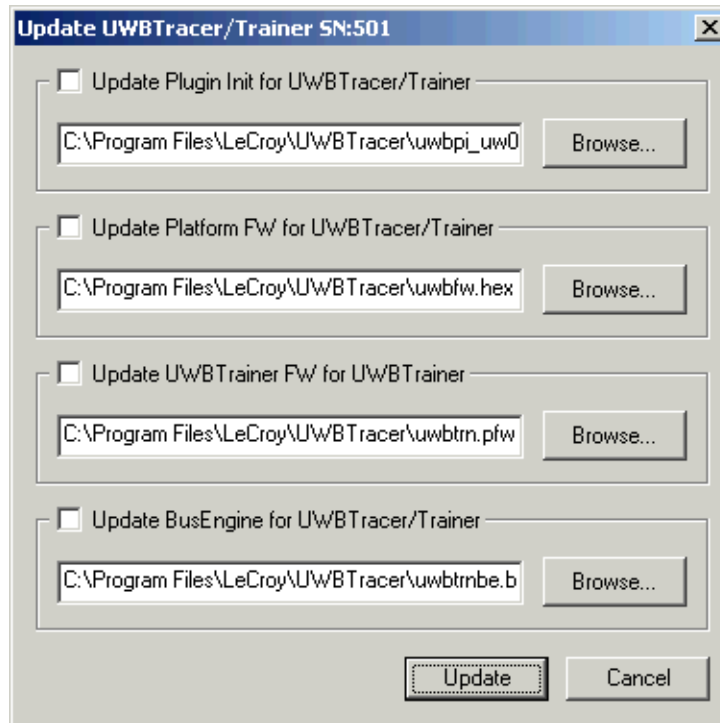 Update UWBTracer/Trainer SN:501
Update Plugin Init for UWBTracer/Trainer
C:\Program Files\LeCroy\UWBTracer\uwbpi_uw0
Browse...
Update Platform FW for UWBTracer/Trainer
C:\Program Files\LeCroy\UWBTracer\uwbfw.hex
Browse...
Update UWBTrainer FW for UWBTrainer
C:\Program Files\LeCroy\UWBTracer\uwbtrn.pfw
Browse...
Update BusEngine for UWBTracer/Trainer
C:\Program Files\LeCroy\UWBTracer\uwbtrnbe.b
Browse...
Update
Cancel